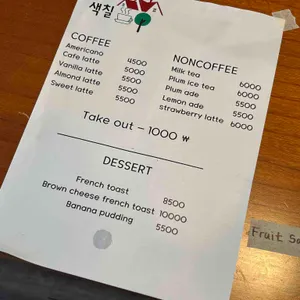 색칠
COFFEE
Americano 4500
Cafe latte 5000
Vanilla latte 5500
Almond latte 5500
Sweet latte 5500
NONCOFFEE
Milk tea 6000
Plum ice tea 6000
Plum ade 5500
Lemon ade 5500
strawberry latte 6000
Take out - 1000 ₩
DESSERT
French toast 8500
Brown cheese french toast 10000
Banana pudding 5500
Fruit